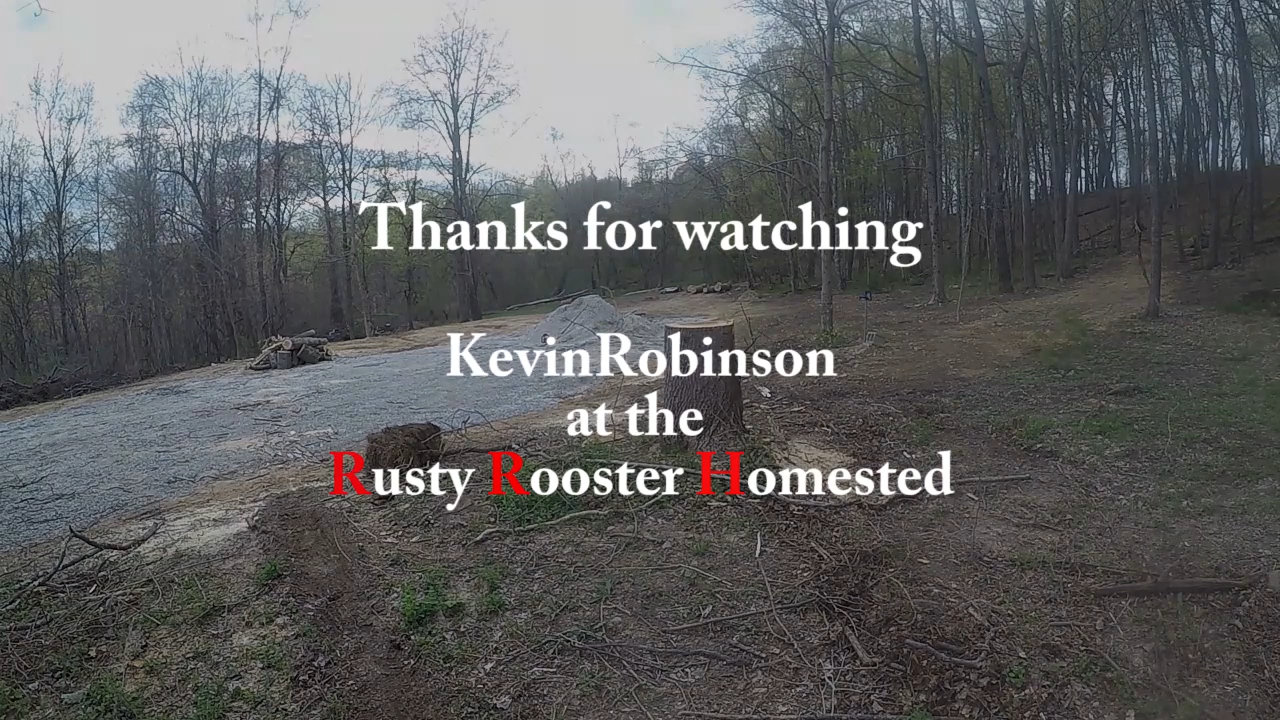 Thanks for watching
KevinRobinson
at the
Rusty Rooster Homested